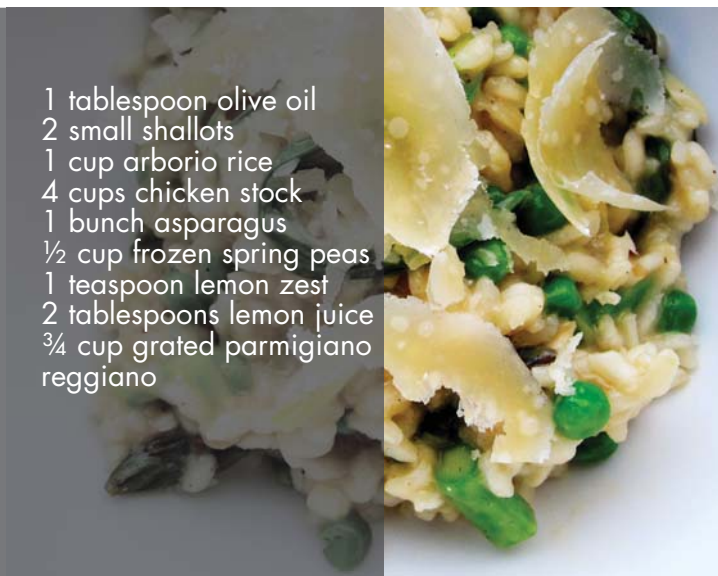 1 tablespoon olive oil
2 small shallots
1 cup arborio rice
4 cups chicken stock
1 bunch asparagus
½ cup frozen spring peas
1 teaspoon lemon zest
2 tablespoons lemon juice
¾ cup grated parmigiano
reggiano